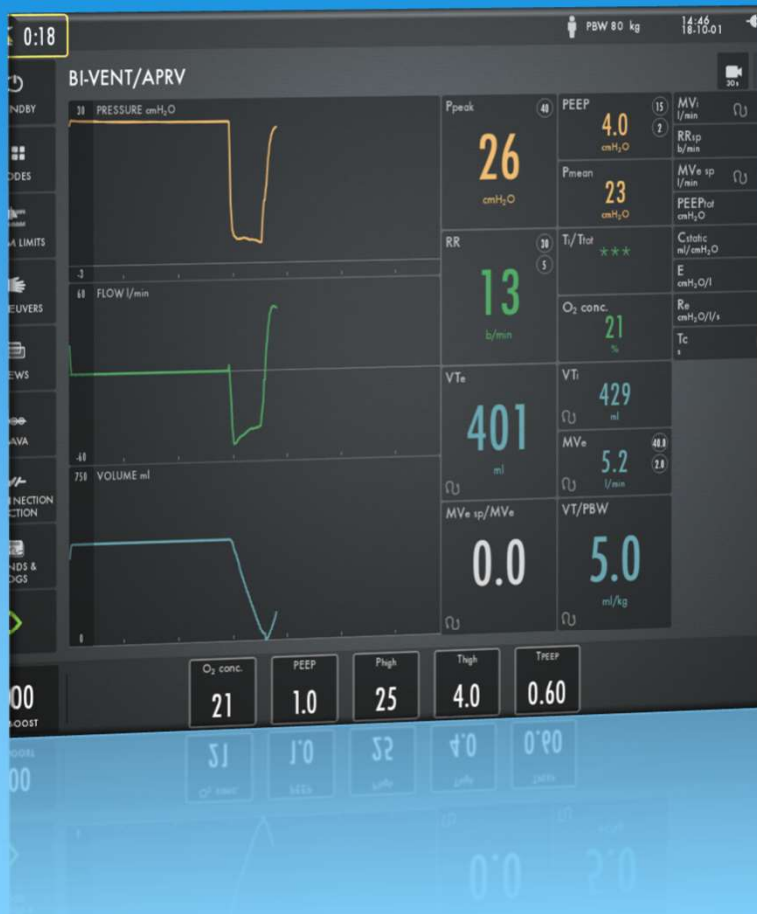 0:18
PBW 80 kg
14:46
18-10-01
BI-VENT/APRV
30s
30 PRESSURE cmH₂O
-3
60 FLOW l/min
-60
750 VOLUME ml
0
Ppeak 40
26
cmH₂O
PEEP 15
4.0 2
cmH₂O
Pmean
23
cmH₂O
RR 30
5
13
b/min
Ti/Ttot
***
O₂ conc.
21
%
VTe
401
ml
VTi
429
ml
MVe 40.0
5.2 2.0
l/min
MVe sp/MVe
0.0
VT/PBW
5.0
ml/kg
MVi
l/min
RRsp
b/min
MVe sp
l/min
PEEPtot
cmH₂O
Cstatic
ml/cmH₂O
E
cmH₂O/l
Re
cmH₂O/l/s
Tc
s
NDBY
ODES
LIMITS
EUVERS
EWS
AVA
NECTION
CTION
NDS &
OGS
00
BOOST
O₂ conc.
21
PEEP
1.0
Phigh
25
Thigh
4.0
TPEEP
0.60